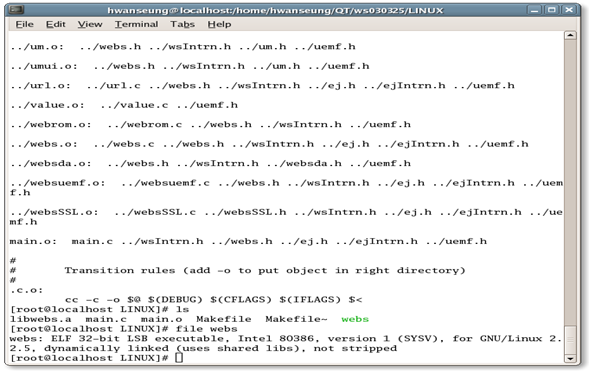 hwanseung@localhost:/home/hwanseung/QT/ws030325/LINUX
File Edit View Terminal Tabs Help
../um.o: ../webs.h ../wsIntrn.h ../um.h ../uemf.h
../umui.o: ../webs.h ../wsIntrn.h ../um.h ../uemf.h
../url.o: ../url.c ../webs.h ../wsIntrn.h ../ej.h ../ejIntrn.h ../uemf.h
../value.o: ../value.c ../uemf.h
../webrom.o: ../webrom.c ../webs.h ../wsIntrn.h ../uemf.h
../webs.o: ../webs.c ../webs.h ../wsIntrn.h ../ej.h ../ejIntrn.h ../uemf.h
../websda.o: ../webs.h ../wsIntrn.h ../websda.h ../uemf.h
../websuemf.o: ../websuemf.c ../webs.h ../wsIntrn.h ../ej.h ../ejIntrn.h ../uem
f.h
../websSSL.o: ../websSSL.c ../websSSL.h ../wsIntrn.h ../ej.h ../ejIntrn.h ../ue
mf.h
main.o: main.c ../wsIntrn.h ../webs.h ../ej.h ../ejIntrn.h ../uemf.h
#
# Transition rules (add -o to put object in right directory)
#
.c.o:
cc -c -o $@ $(DEBUG) $(CFLAGS) $(IFLAGS) $<
[root@localhost LINUX]# ls
libwebs.a main.c main.o Makefile Makefile~ webs
[root@localhost LINUX]# file webs
webs: ELF 32-bit LSB executable, Intel 80386, version 1 (SYSV), for GNU/Linux 2.
2.5, dynamically linked (uses shared libs), not stripped
[root@localhost LINUX]#